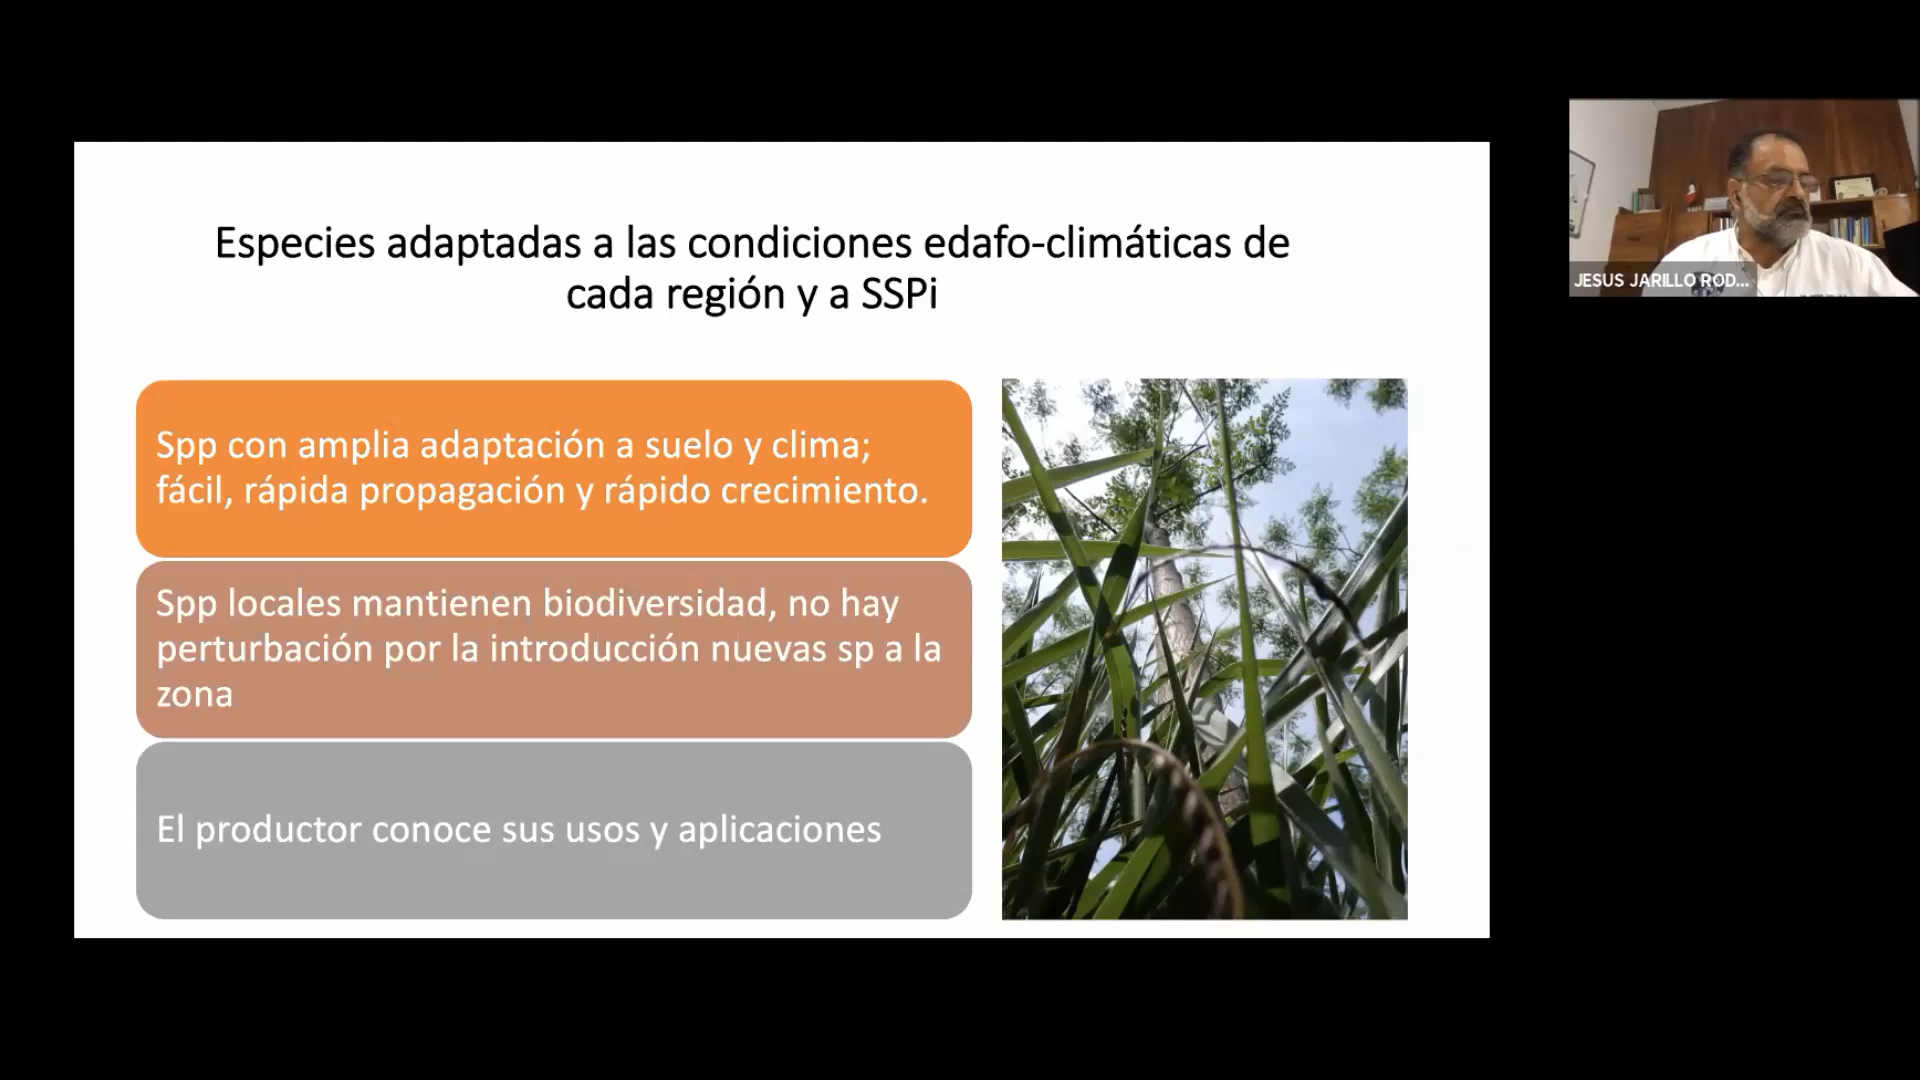 Especies adaptadas a las condiciones edafo-climáticas de
cada región y a SSPi
Spp con amplia adaptación a suelo y clima;
fácil, rápida propagación y rápido crecimiento.
Spp locales mantienen biodiversidad, no hay
perturbación por la introducción nuevas sp a la
zona
El productor conoce sus usos y aplicaciones
JESUS JARILLO ROD...